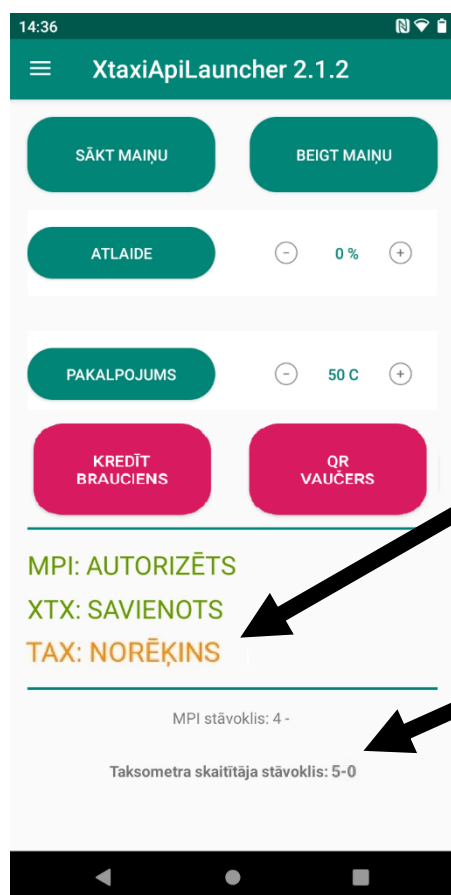 14:36
XtaxiApiLauncher 2.1.2
SĀKT MAIŅU
BEIGT MAIŅU
ATLAIDE
- 0 % +
PAKALPOJUMS
- 50 C +
KREDĪT
BRAUCIENS
QR
VAUČERS
MPI: AUTORIZĒTS
XTX: SAVIENOTS
TAX: NORĒĶINS
MPI stāvoklis: 4 -
Taksometra skaitītāja stāvoklis: 5-0